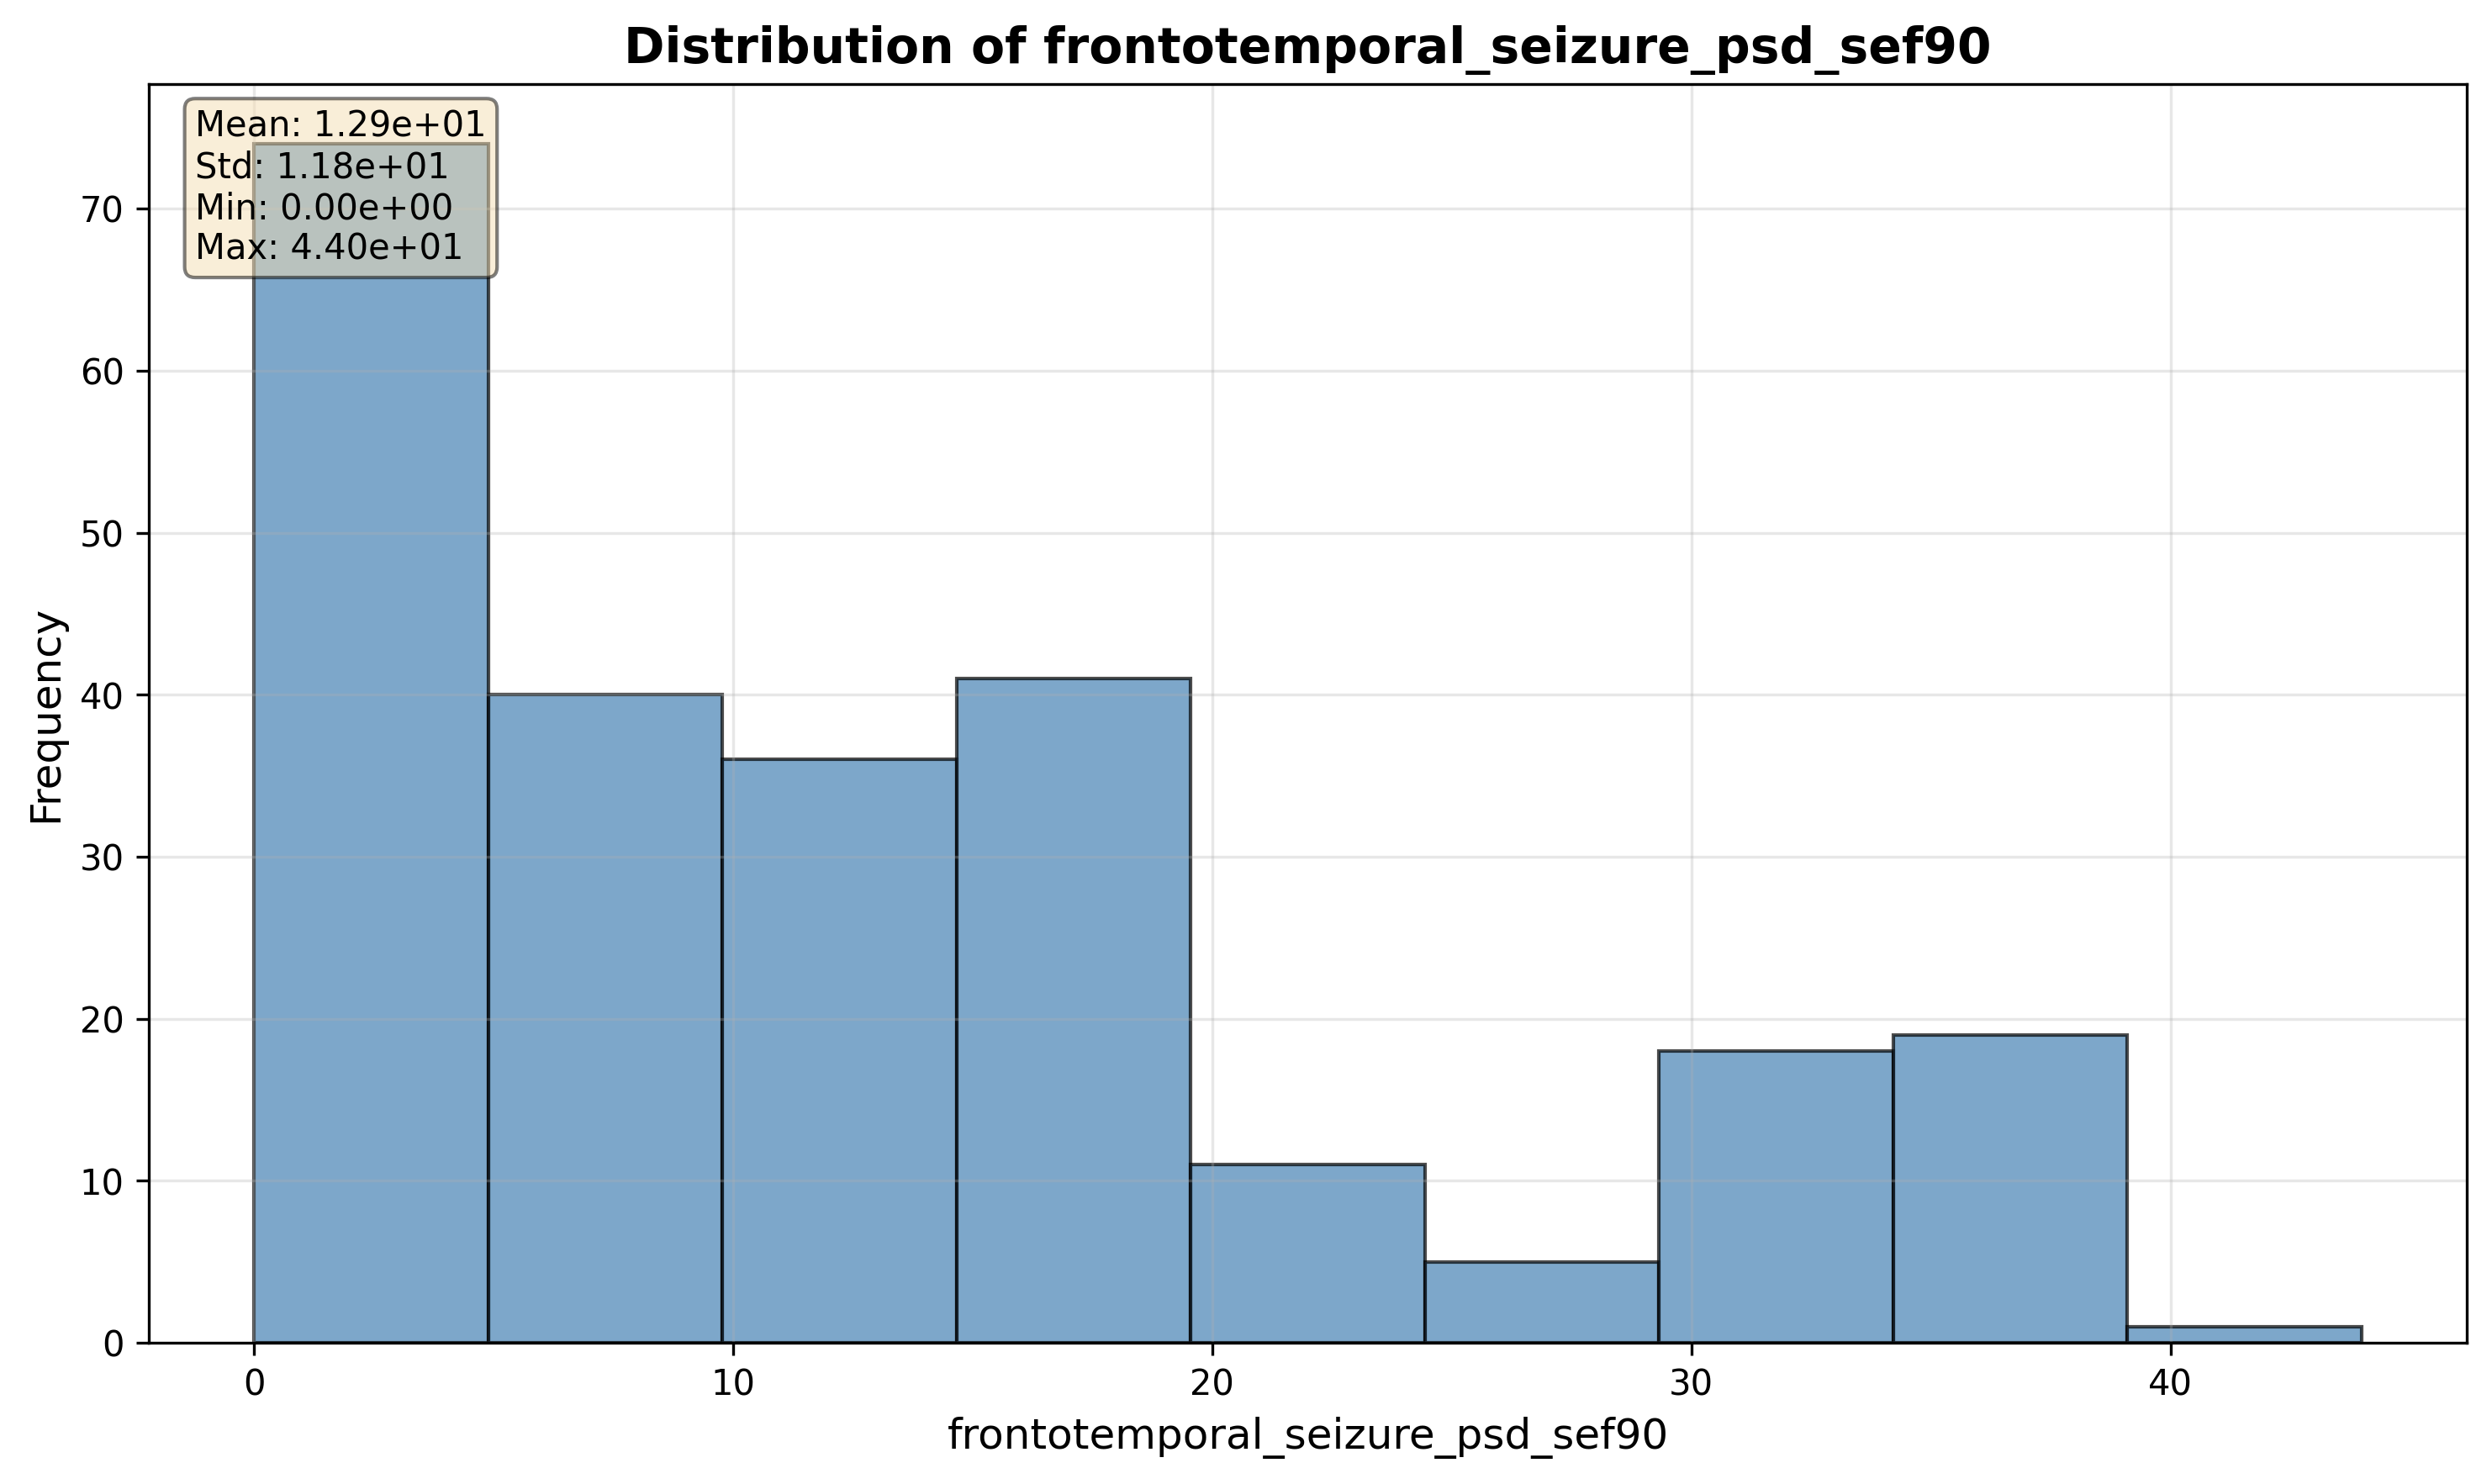 Distribution of frontotemporal_seizure_psd_sef90
Mean: 1.29e+01
Std: 1.18e+01
Min: 0.00e+00
Max: 4.40e+01
70
60
50
40
30
20
10
0
Frequency
0 10 20 30 40
frontotemporal_seizure_psd_sef90